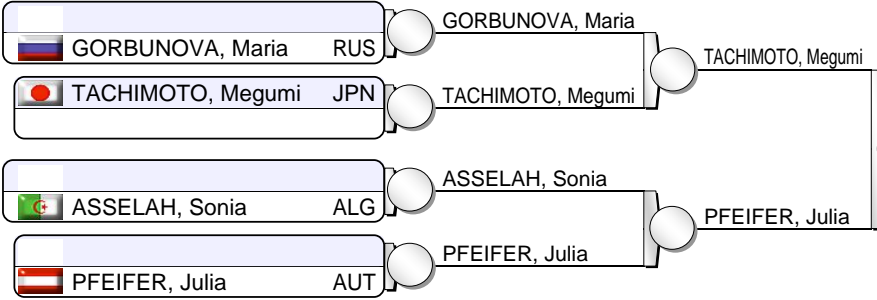 GORBUNOVA, Maria
GORBUNOVA, Maria RUS
TACHIMOTO, Megumi
TACHIMOTO, Megumi JPN
TACHIMOTO, Megumi
ASSELAH, Sonia
ASSELAH, Sonia ALG
PFEIFER, Julia
PFEIFER, Julia
PFEIFER, Julia AUT